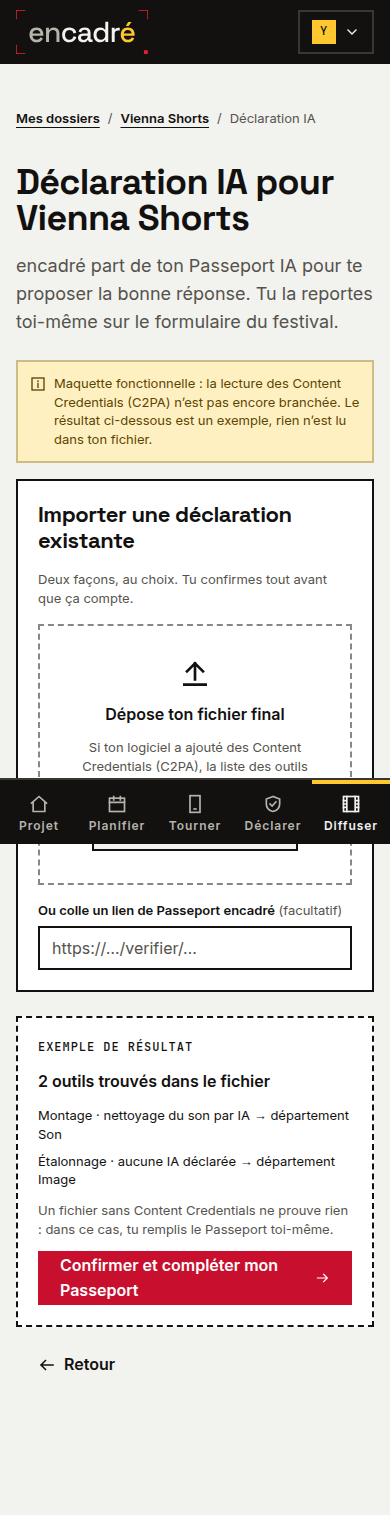 encadré
Y
Mes dossiers / Vienna Shorts / Déclaration IA
Déclaration IA pour
Vienna Shorts
encadré part de ton Passeport IA pour te
proposer la bonne réponse. Tu la reportes
toi-même sur le formulaire du festival.
Maquette fonctionnelle : la lecture des Content
Credentials (C2PA) n’est pas encore branchée. Le
résultat ci-dessous est un exemple, rien n’est lu
dans ton fichier.
Importer une déclaration
existante
Deux façons, au choix. Tu confirmes tout avant
que ça compte.
Dépose ton fichier final
Si ton logiciel a ajouté des Content
Credentials (C2PA), la liste des outils
Projet Planifier Tourner Déclarer Diffuser
Ou colle un lien de Passeport encadré (facultatif)
https://…/verifier/…
EXEMPLE DE RÉSULTAT
2 outils trouvés dans le fichier
Montage · nettoyage du son par IA → département
Son
Étalonnage · aucune IA déclarée → département
Image
Un fichier sans Content Credentials ne prouve rien
: dans ce cas, tu remplis le Passeport toi-même.
Confirmer et compléter mon
Passeport →
← Retour